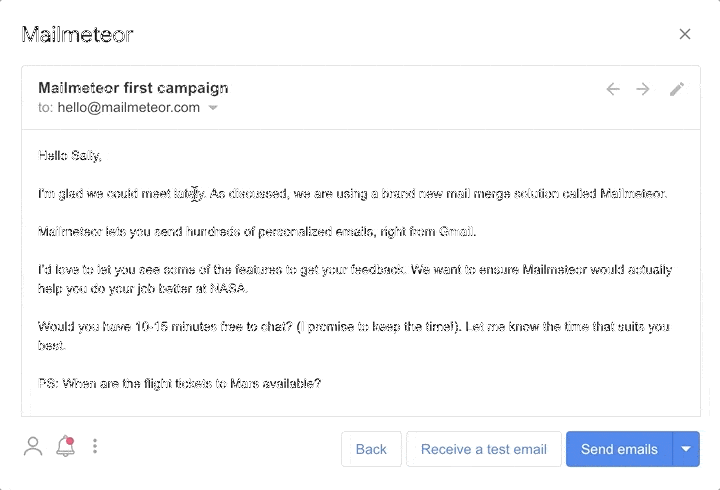 Mailmeteor
Mailmeteor first campaign
to: hello@mailmeteor.com
Hello Sally,
I'm glad we could meet lately. As discussed, we are using a brand new mail merge solution called Mailmeteor.
Mailmeteor lets you send hundreds of personalized emails, right from Gmail.
I'd love to let you see some of the features to get your feedback. We want to ensure Mailmeteor would actually
help you do your job better at NASA.
Would you have 10-15 minutes free to chat? (I promise to keep the time!). Let me know the time that suits you
best.
PS: When are the flight tickets to Mars available?
Back
Receive a test email
Send emails